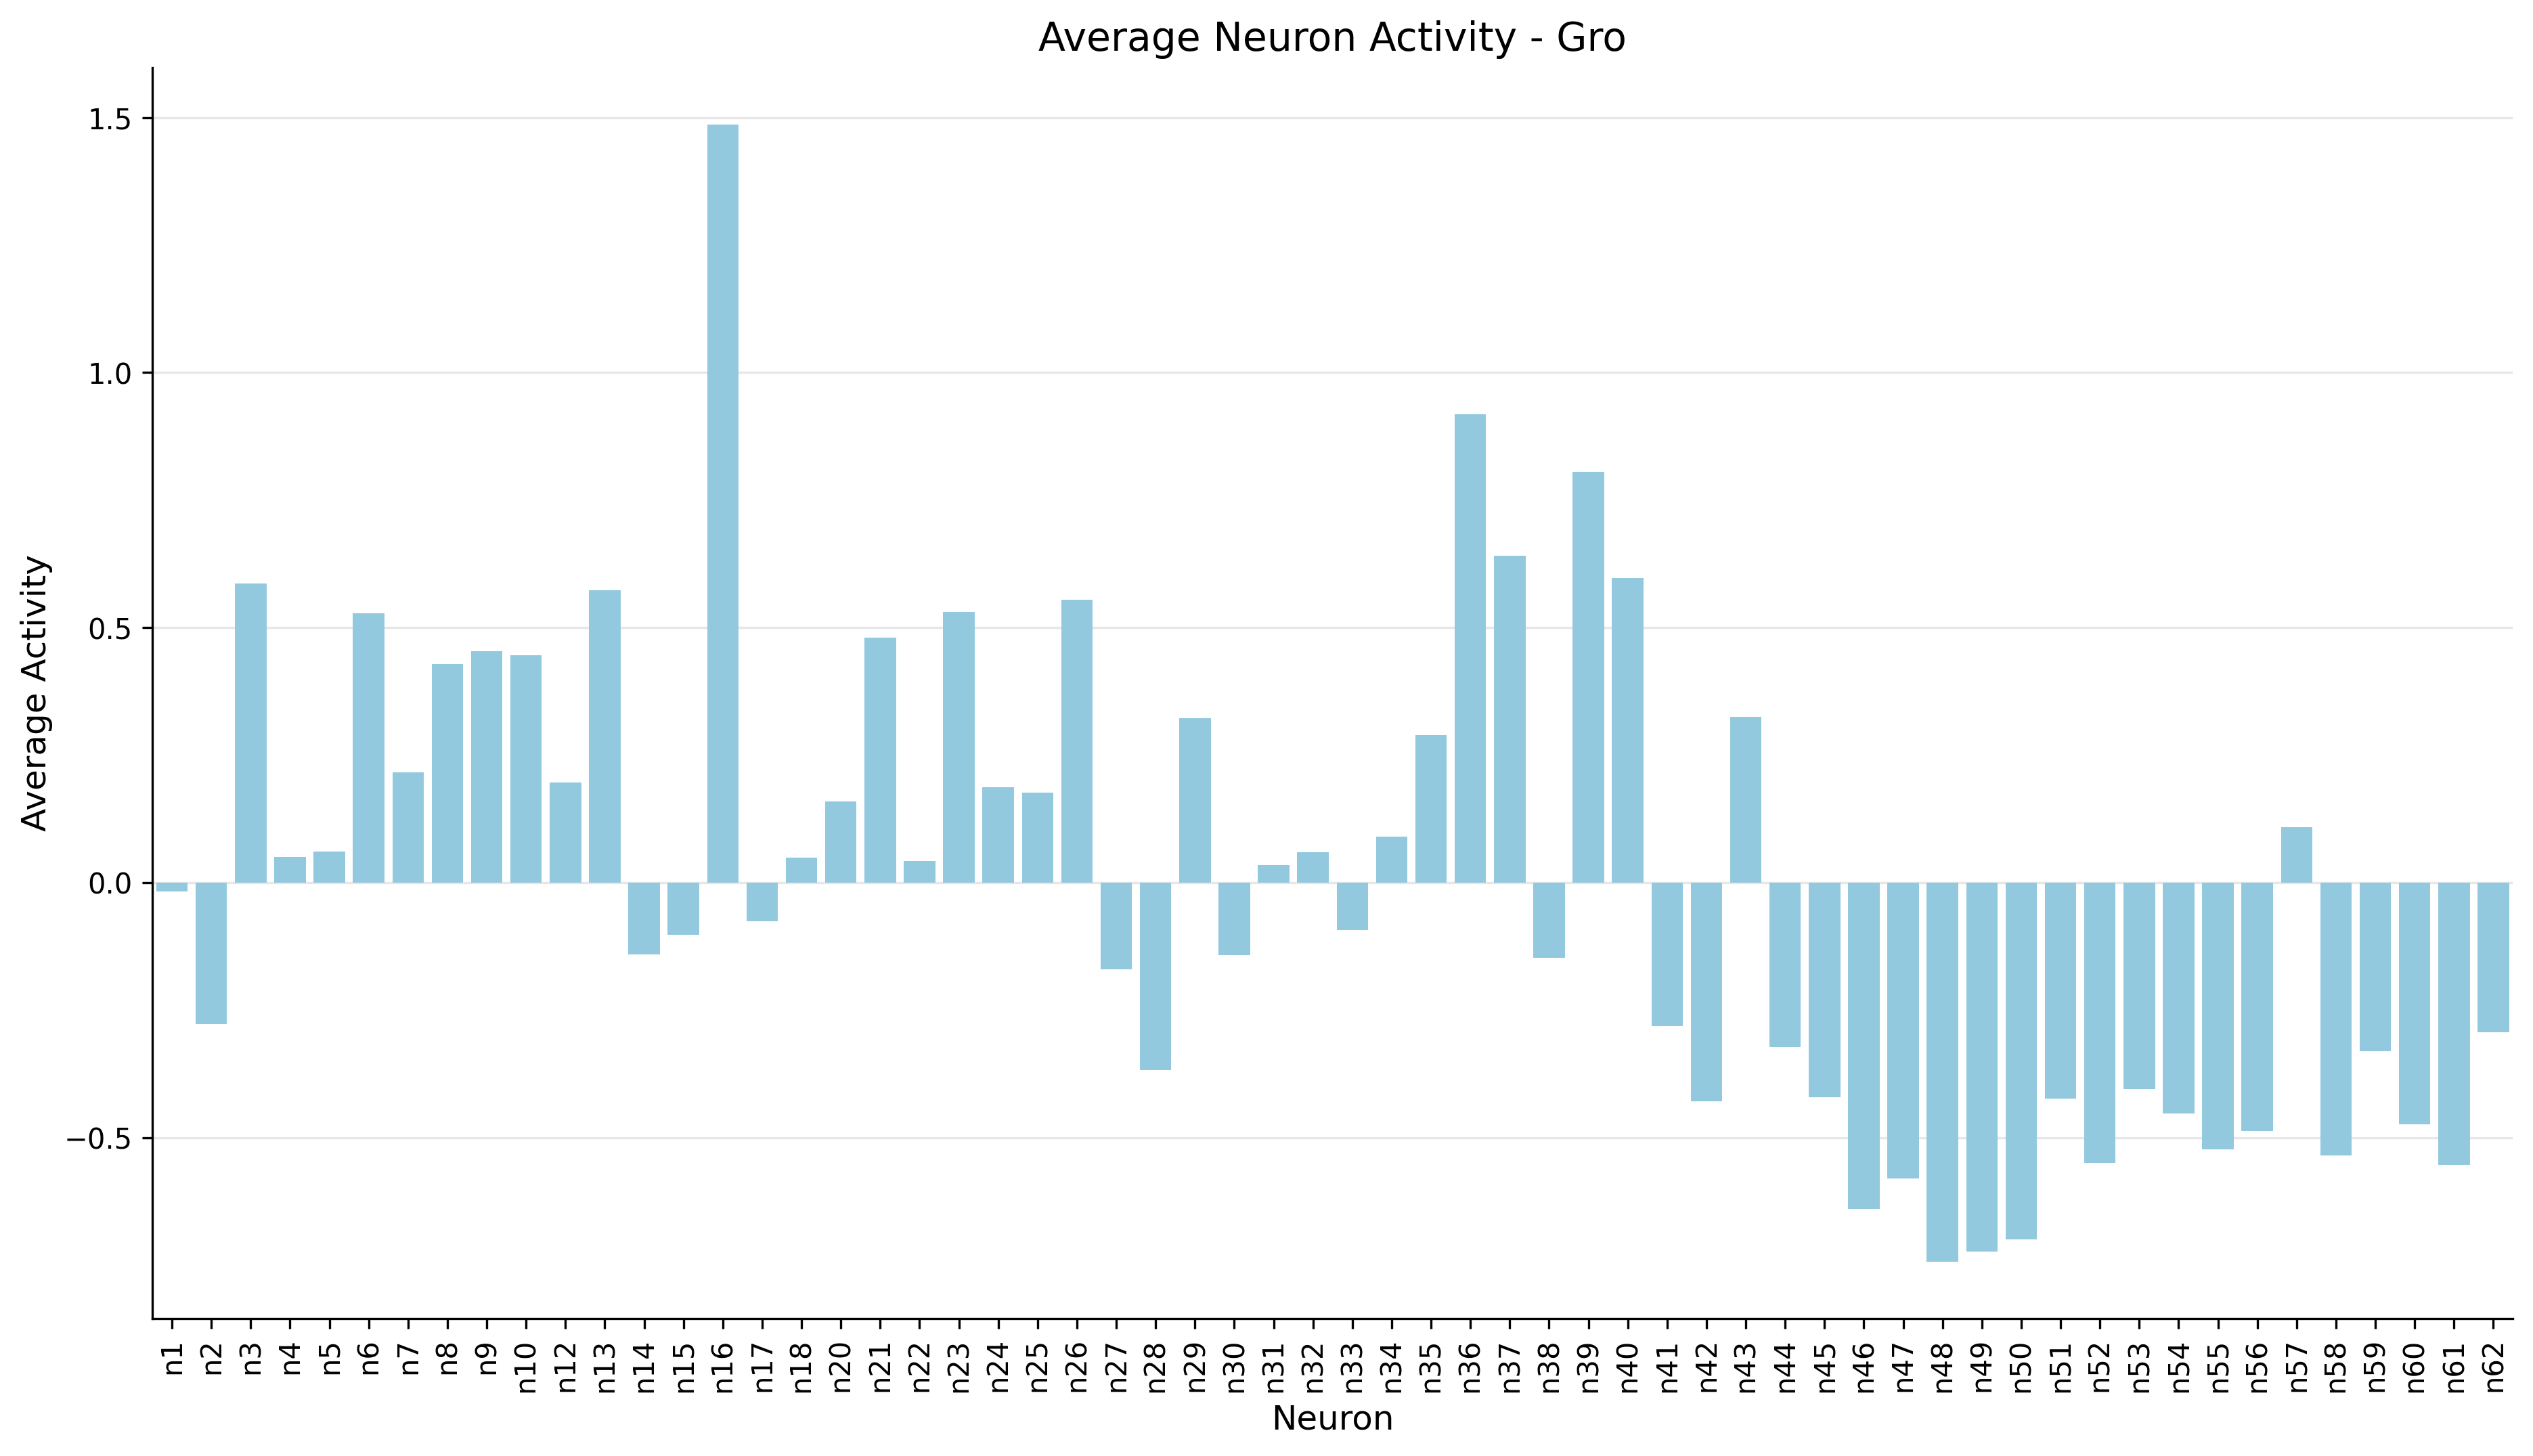 Average Neuron Activity - Gro
Average Activity
1.5
1.0
0.5
0.0
−0.5
n1 n2 n3 n4 n5 n6 n7 n8 n9 n10 n12 n13 n14 n15 n16 n17 n18 n20 n21 n22 n23 n24 n25 n26 n27 n28 n29 n30 n31 n32 n33 n34 n35 n36 n37 n38 n39 n40 n41 n42 n43 n44 n45 n46 n47 n48 n49 n50 n51 n52 n53 n54 n55 n56 n57 n58 n59 n60 n61 n62
Neuron